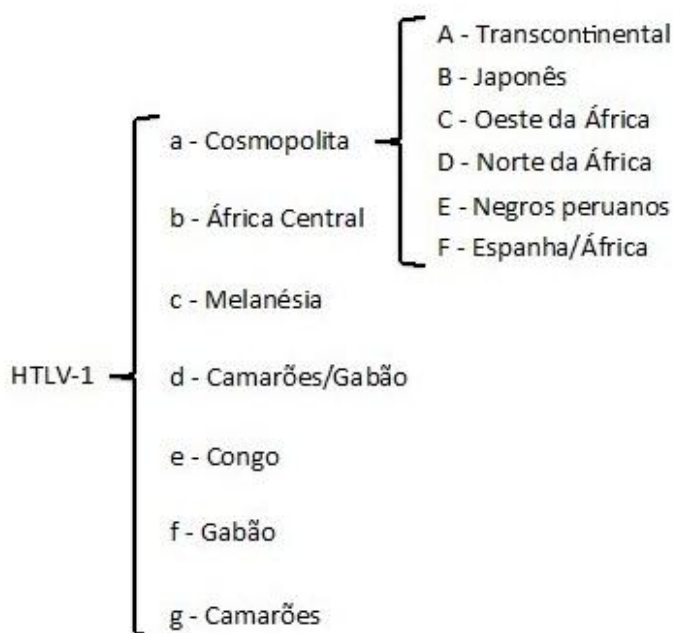 A - Transcontinental
B - Japonês
a - Cosmopolita
C - Oeste da África
D - Norte da África
E - Negros peruanos
F - Espanha/África
b - África Central
c - Melanésia
HTLV-1
d - Camarões/Gabão
e - Congo
f - Gabão
g - Camarões